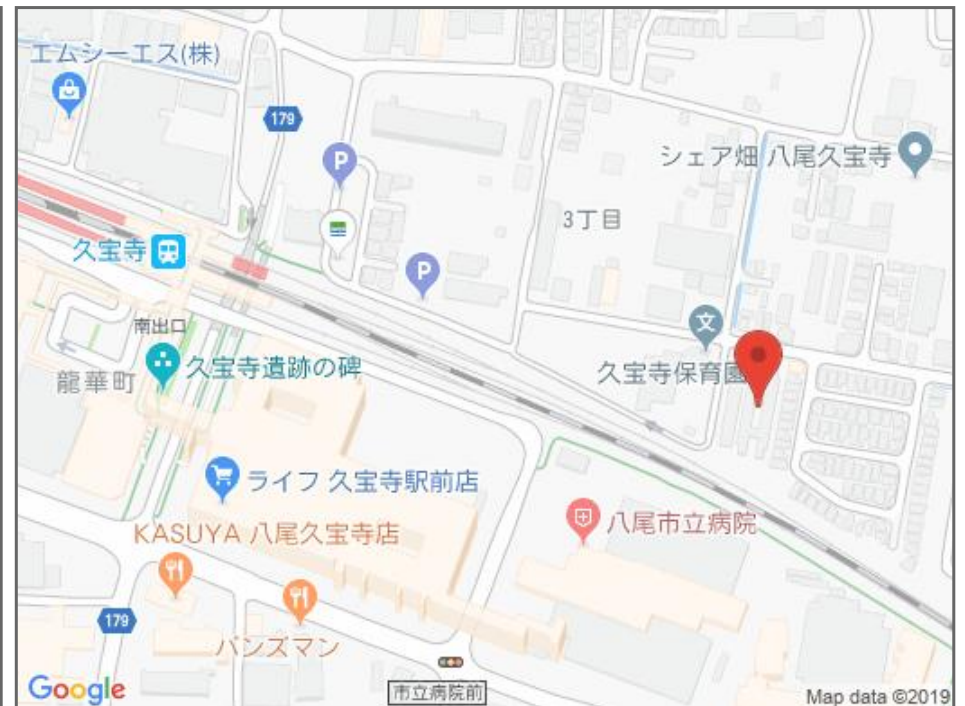 エムシーエス(株)
179
P
シェア畑 八尾久宝寺
3丁目
久宝寺
P
文
南出口
久宝寺遺跡の碑
久宝寺保育園
龍華町
ライフ 久宝寺駅前店
八尾市立病院
KASUYA 八尾久宝寺店
179
バンズマン
Google
市立病院前
Map data ©2019